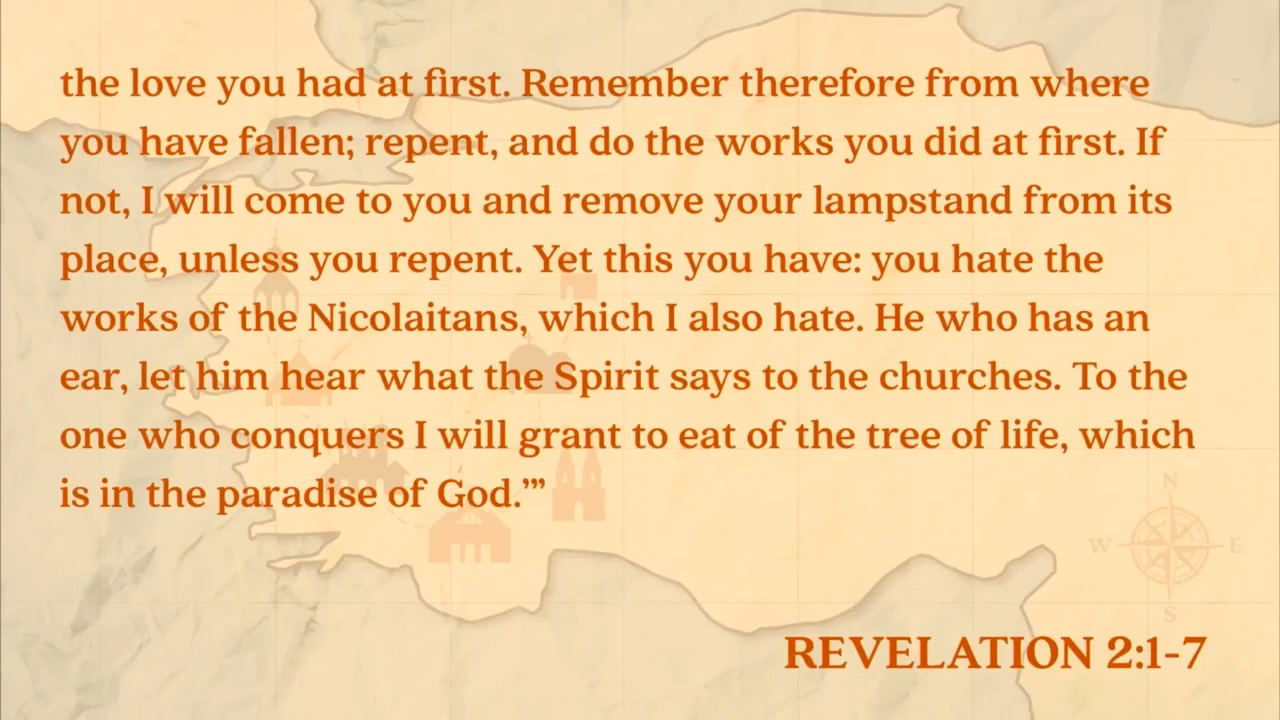 the love you had at first. Remember therefore from where
you have fallen; repent, and do the works you did at first. If
not, I will come to you and remove your lampstand from its
place, unless you repent. Yet this you have: you hate the
works of the Nicolaitans, which I also hate. He who has an
ear, let him hear what the Spirit says to the churches. To the
one who conquers I will grant to eat of the tree of life, which
is in the paradise of God.’”
N
W E
S
REVELATION 2:1-7